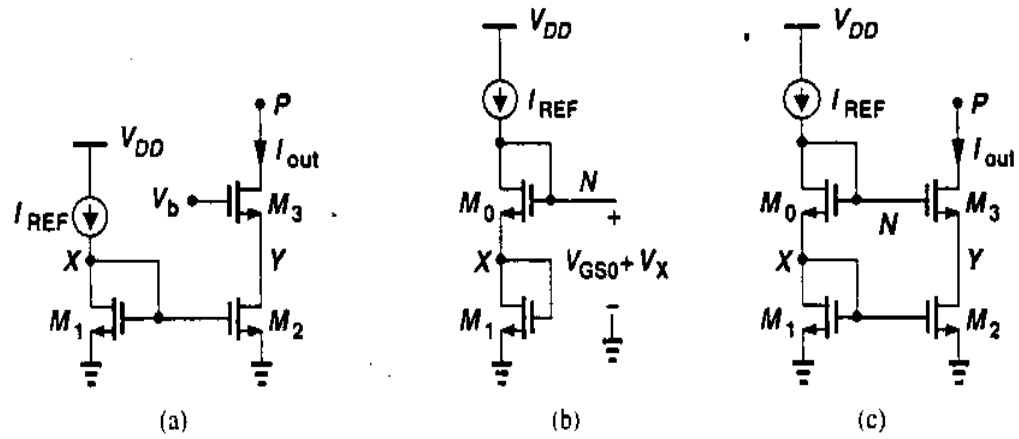 V_DD
I_REF
X
M_1
V_b
P
I_out
M_3
Y
M_2
(a)
V_DD
I_REF
M_0
N
+
X
V_GS0 + V_X
M_1
−
(b)
V_DD
I_REF
P
I_out
M_0
N
M_3
X
Y
M_1
M_2
(c)